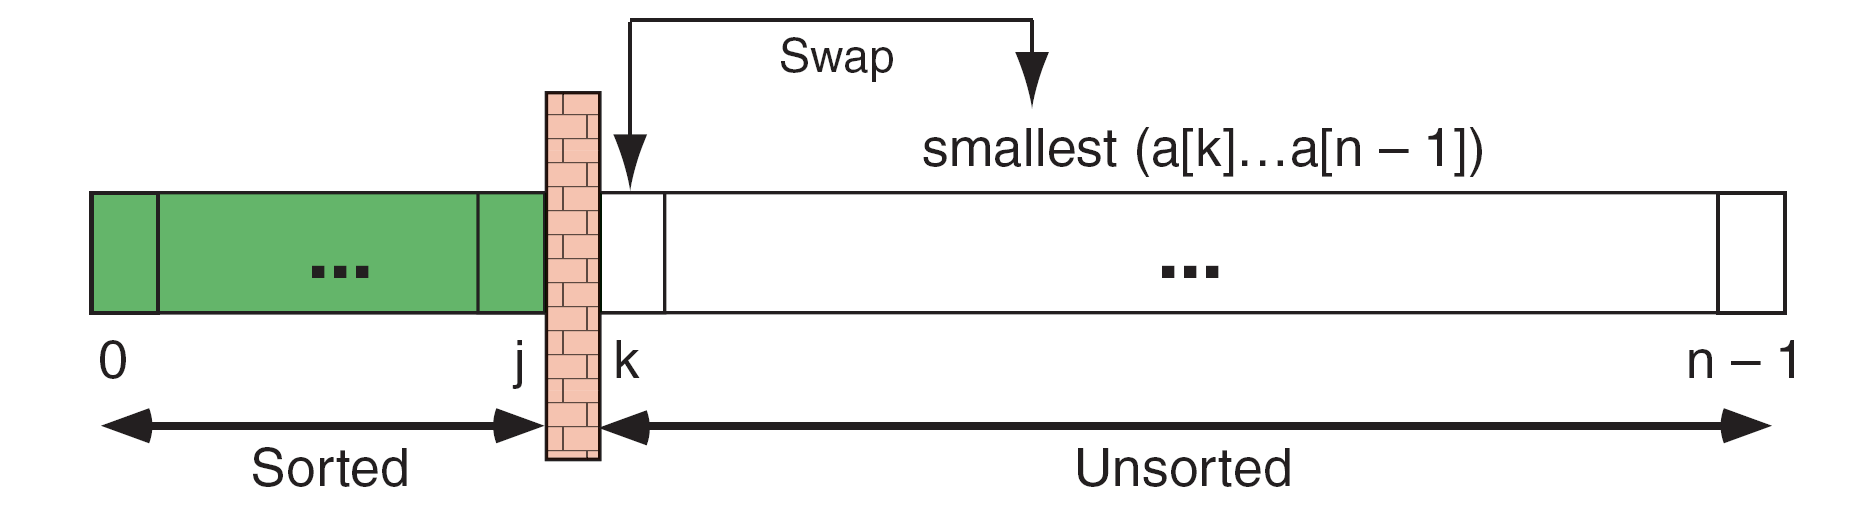 Swap
smallest (a[k]...a[n – 1])
...
...
0
j
k
n – 1
Sorted
Unsorted